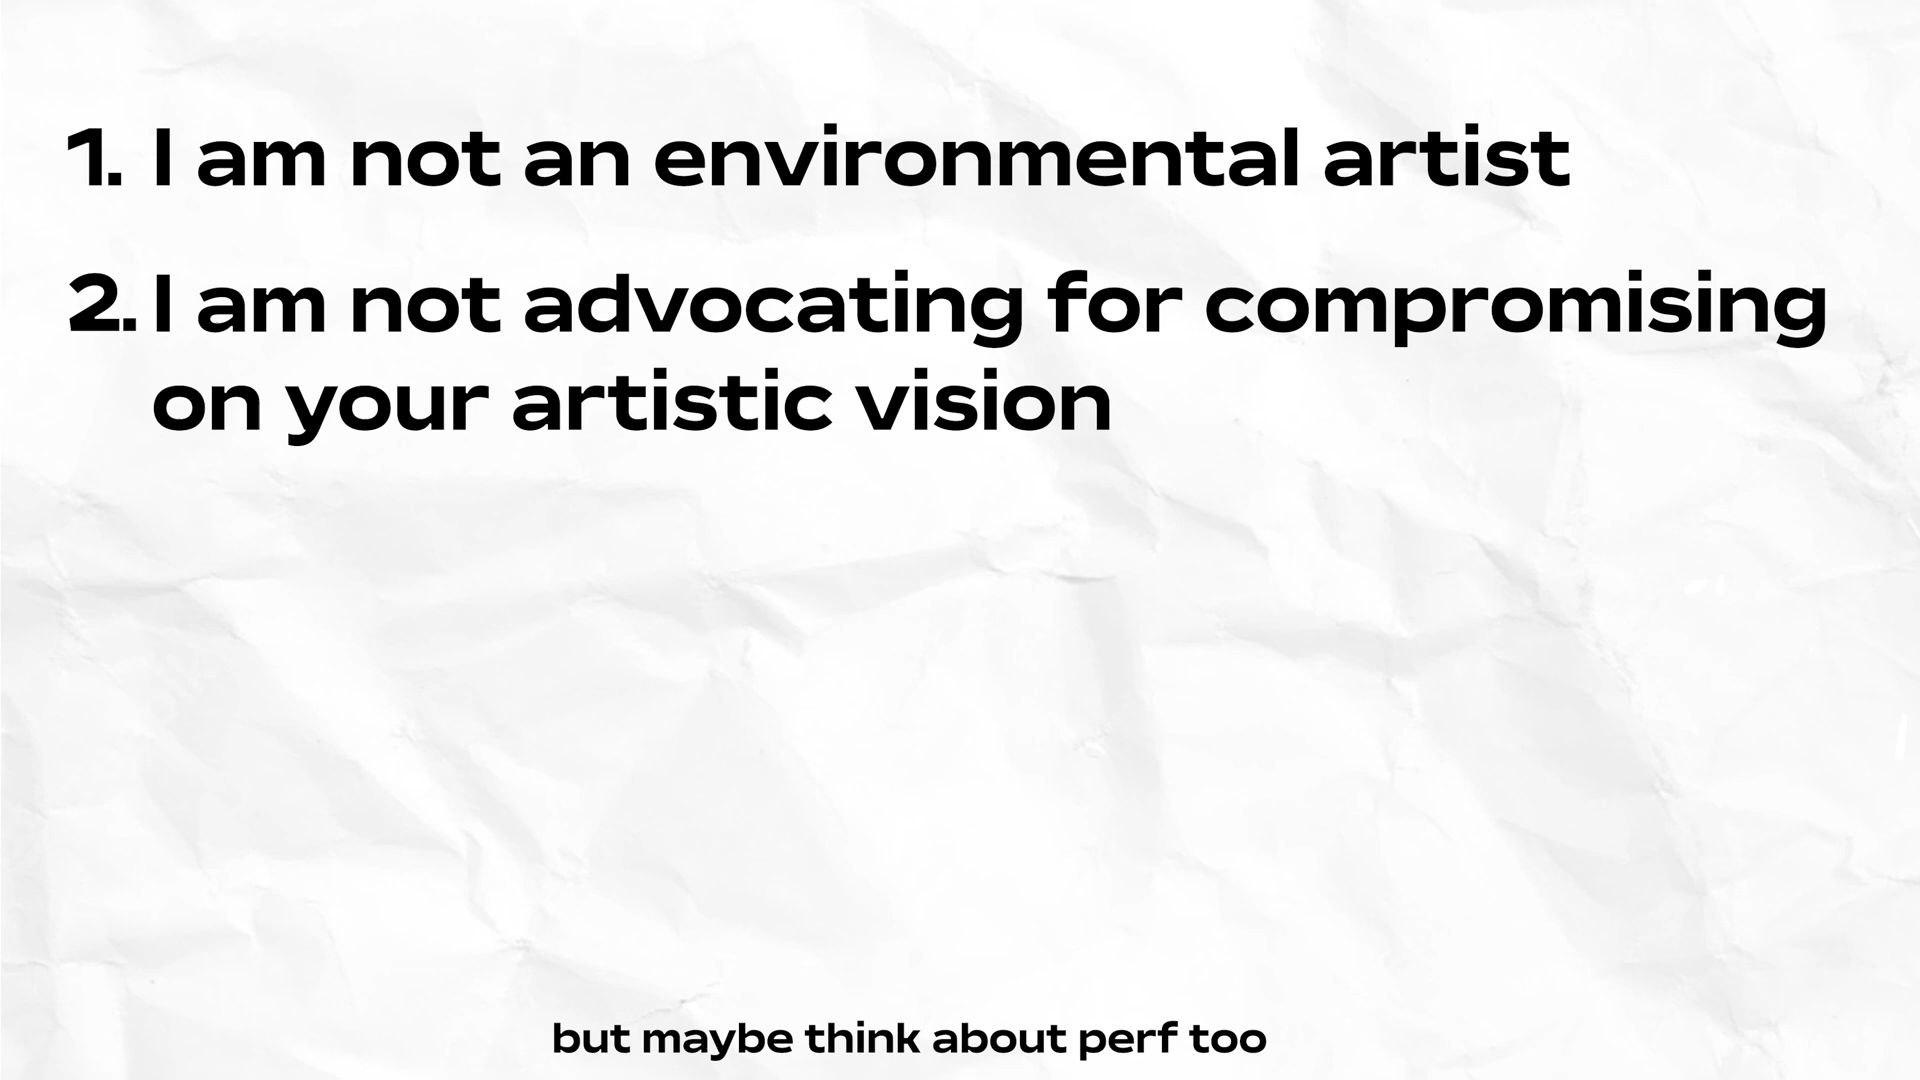 1. I am not an environmental artist
2. I am not advocating for compromising
on your artistic vision
but maybe think about perf too